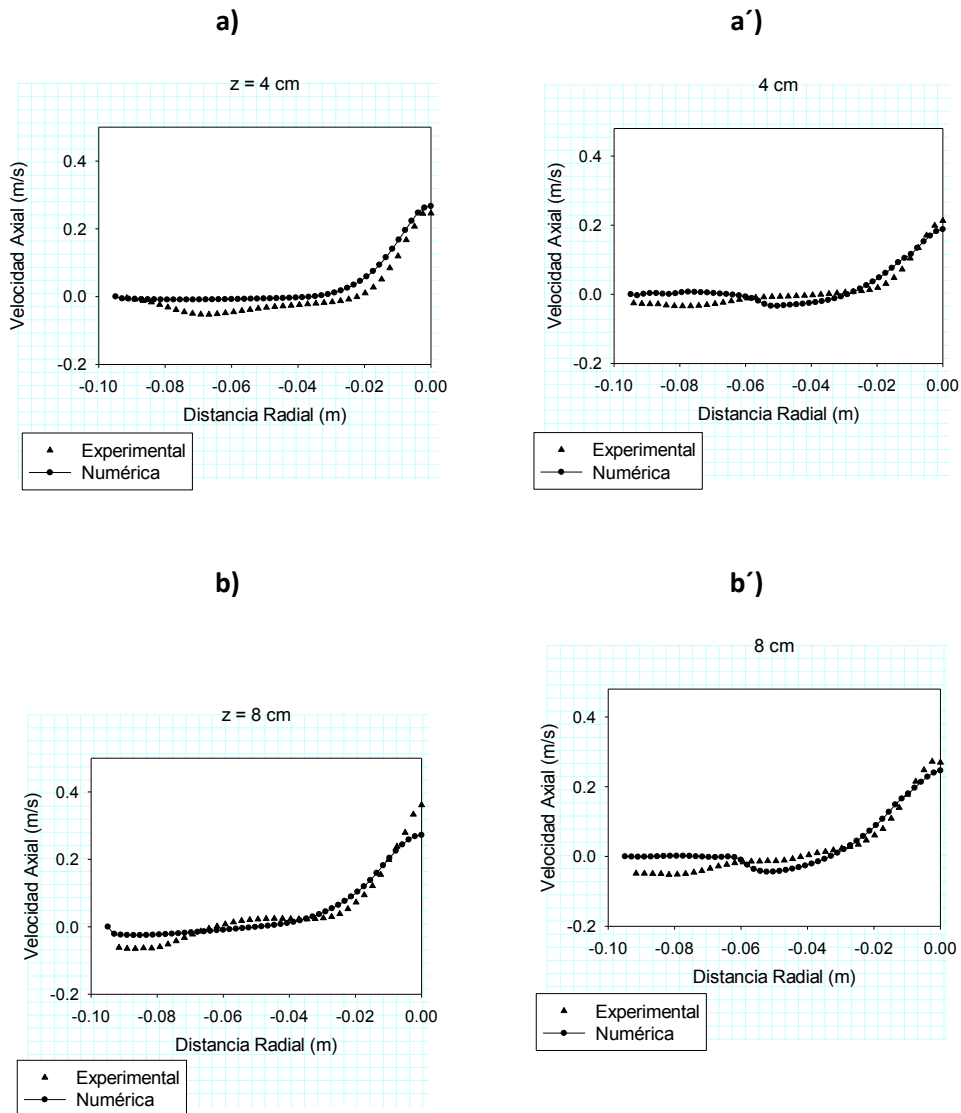 a)
z = 4 cm
Velocidad Axial (m/s)
0.4
0.2
0.0
-0.2
-0.10 -0.08 -0.06 -0.04 -0.02 0.00
Distancia Radial (m)
Experimental
Numérica
a´)
4 cm
Velocidad Axial (m/s)
0.4
0.2
0.0
-0.2
-0.10 -0.08 -0.06 -0.04 -0.02 0.00
Distancia Radial (m)
Experimental
Numérica
b)
z = 8 cm
Velocidad Axial (m/s)
0.4
0.2
0.0
-0.2
-0.10 -0.08 -0.06 -0.04 -0.02 0.00
Distancia Radial (m)
Experimental
Numérica
b´)
8 cm
Velocidad Axial (m/s)
0.4
0.2
0.0
-0.2
-0.10 -0.08 -0.06 -0.04 -0.02 0.00
Distancia Radial (m)
Experimental
Numérica